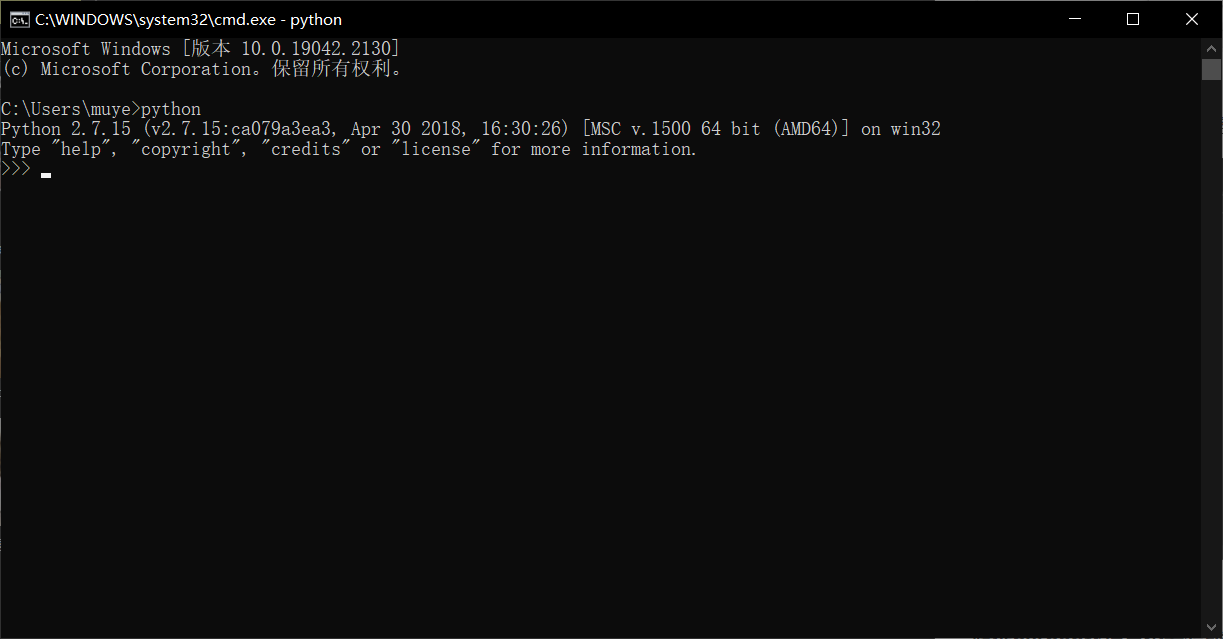 C:\WINDOWS\system32\cmd.exe - python
Microsoft Windows [版本 10.0.19042.2130]
(c) Microsoft Corporation。保留所有权利。
C:\Users\muye>python
Python 2.7.15 (v2.7.15:ca079a3ea3, Apr 30 2018, 16:30:26) [MSC v.1500 64 bit (AMD64)] on win32
Type "help", "copyright", "credits" or "license" for more information.
>>>